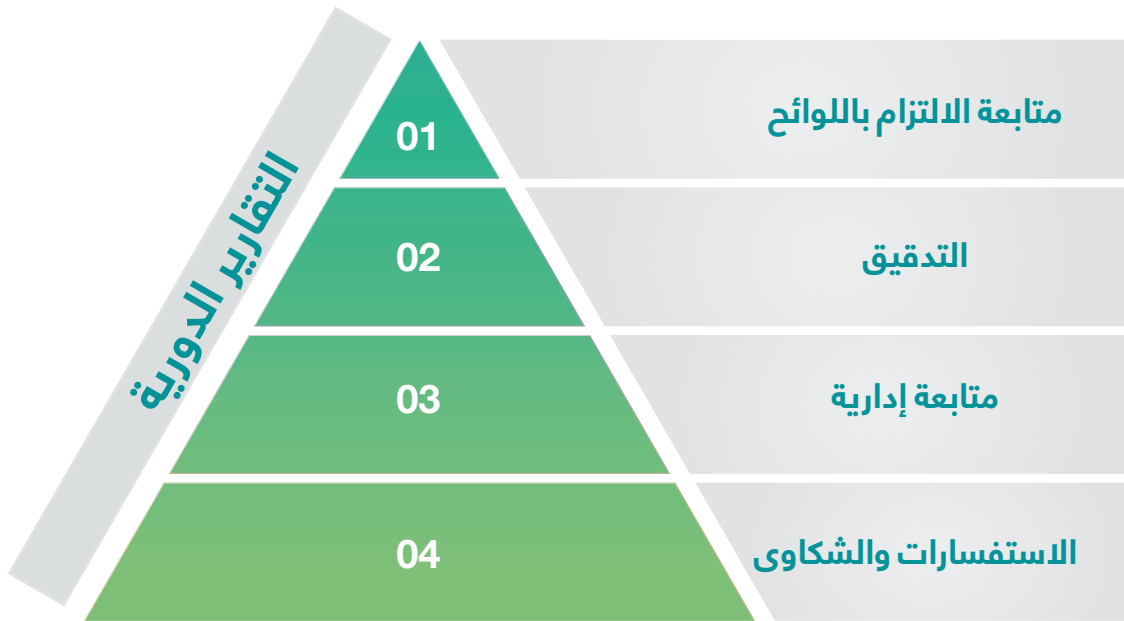 التقارير الدورية
01
متابعة الالتزام باللوائح
02
التدقيق
03
متابعة إدارية
04
الاستفسارات والشكاوى